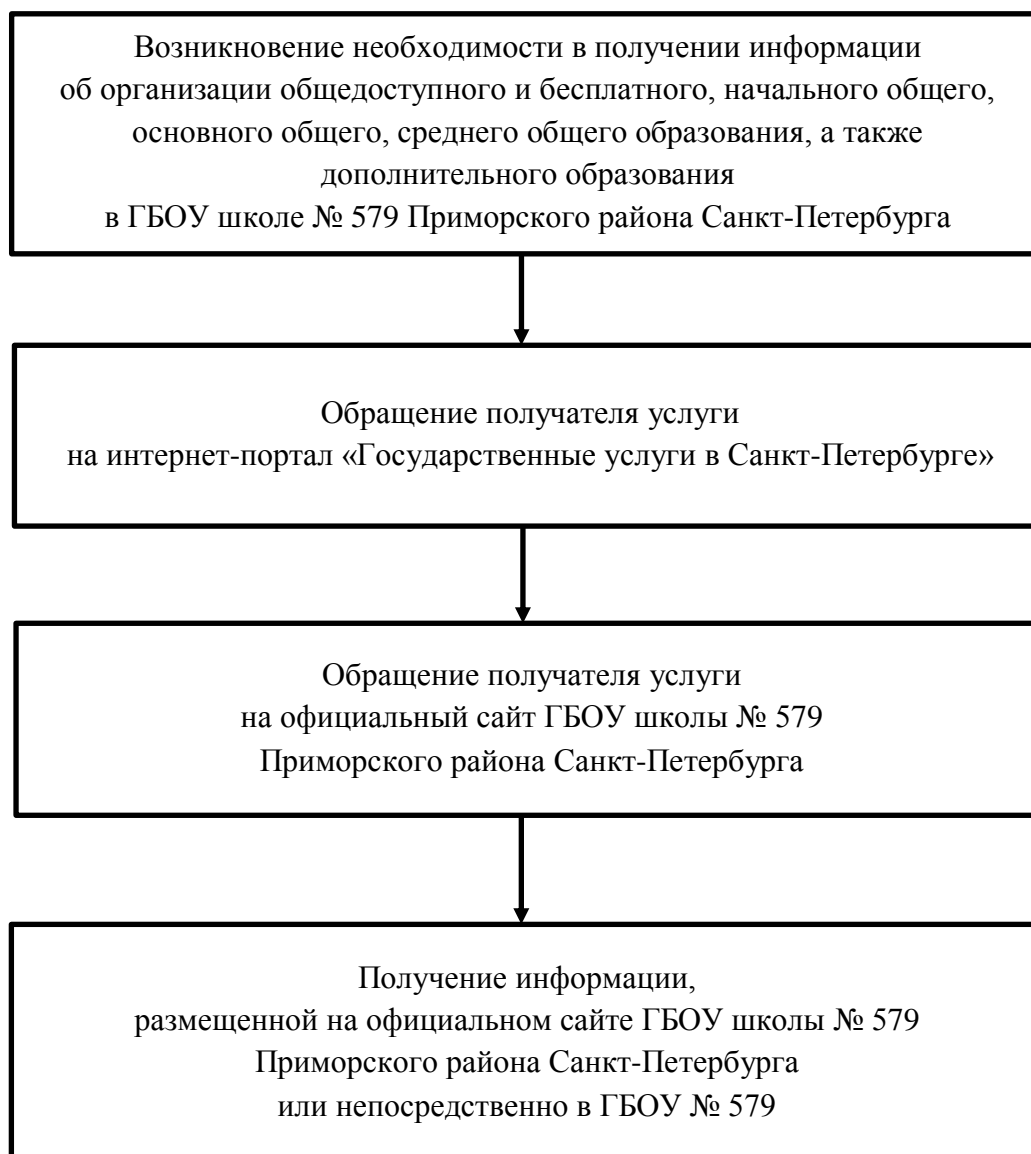 Возникновение необходимости в получении информации
об организации общедоступного и бесплатного, начального общего,
основного общего, среднего общего образования, а также
дополнительного образования
в ГБОУ школе № 579 Приморского района Санкт-Петербурга
Обращение получателя услуги
на интернет-портал «Государственные услуги в Санкт-Петербурге»
Обращение получателя услуги
на официальный сайт ГБОУ школы № 579
Приморского района Санкт-Петербурга
Получение информации,
размещенной на официальном сайте ГБОУ школы № 579
Приморского района Санкт-Петербурга
или непосредственно в ГБОУ № 579